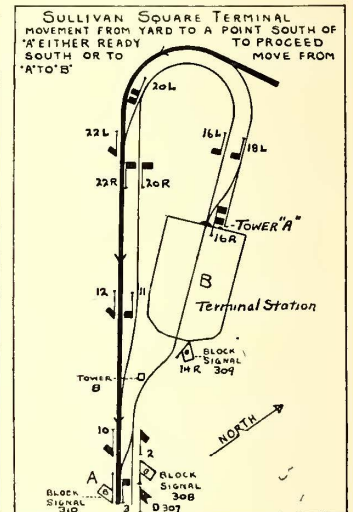 SULLIVAN SQUARE TERMINAL
MOVEMENT FROM YARD TO A POINT SOUTH OF
"A" EITHER READY TO PROCEED
SOUTH OR TO MOVE FROM
"A" TO "B"
20L
22L
16L
18L
22R
20R
TOWER "A"
16R
B
Terminal Station
12
11
BLOCK
SIGNAL
309
14R
TOWER
B
NORTH
10
2
A
BLOCK
SIGNAL
308
BLOCK
SIGNAL
310
3
D307